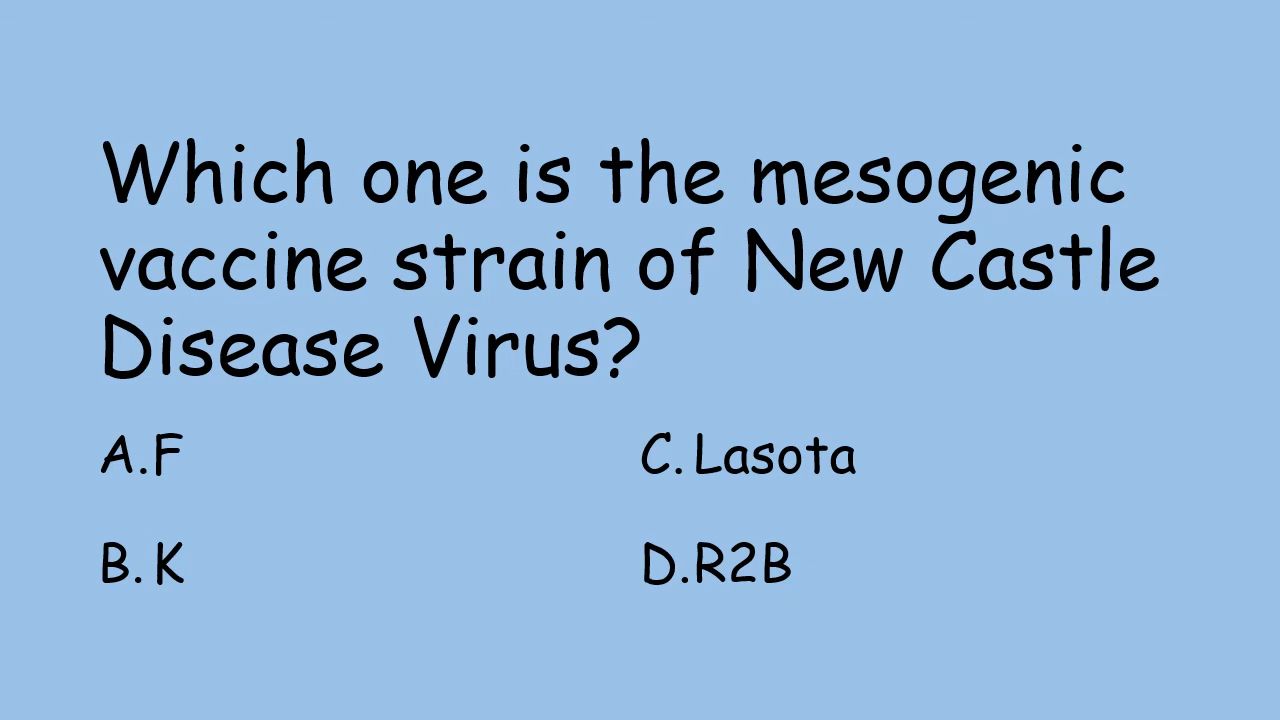 Which one is the mesogenic
vaccine strain of New Castle
Disease Virus?
A. F
C. Lasota
B. K
D. R2B